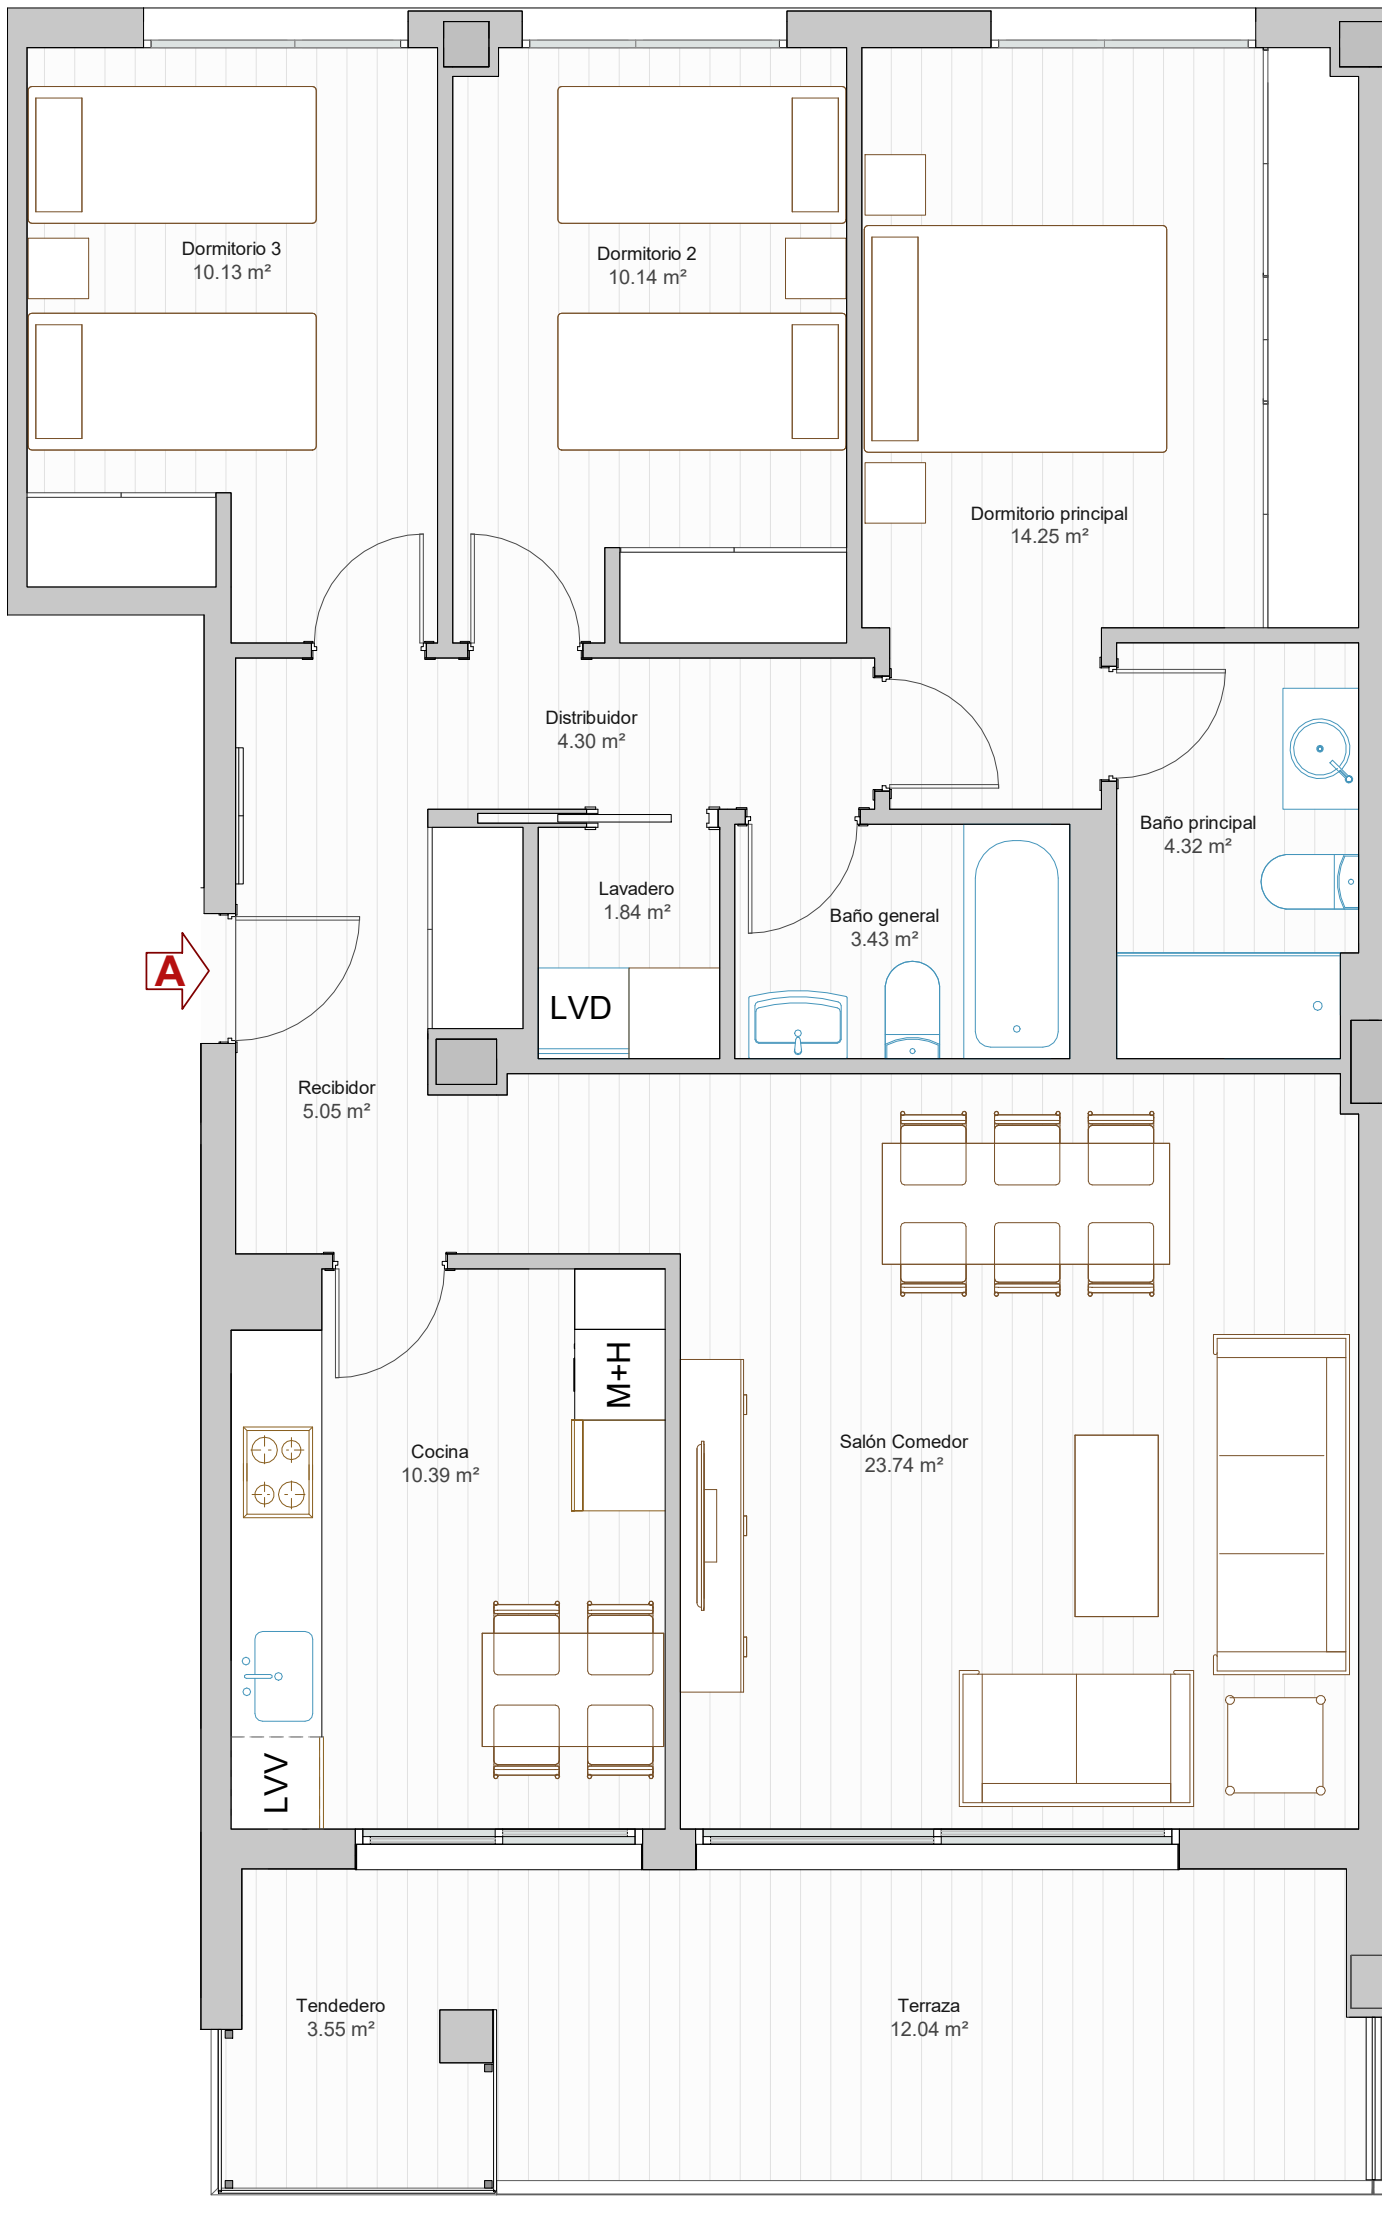 Dormitorio 3
10.13 m²
Dormitorio 2
10.14 m²
Dormitorio principal
14.25 m²
Distribuidor
4.30 m²
Baño principal
4.32 m²
Lavadero
1.84 m²
Baño general
3.43 m²
A
LVD
Recibidor
5.05 m²
M+H
Cocina
10.39 m²
Salón Comedor
23.74 m²
LVV
Tendedero
3.55 m²
Terraza
12.04 m²